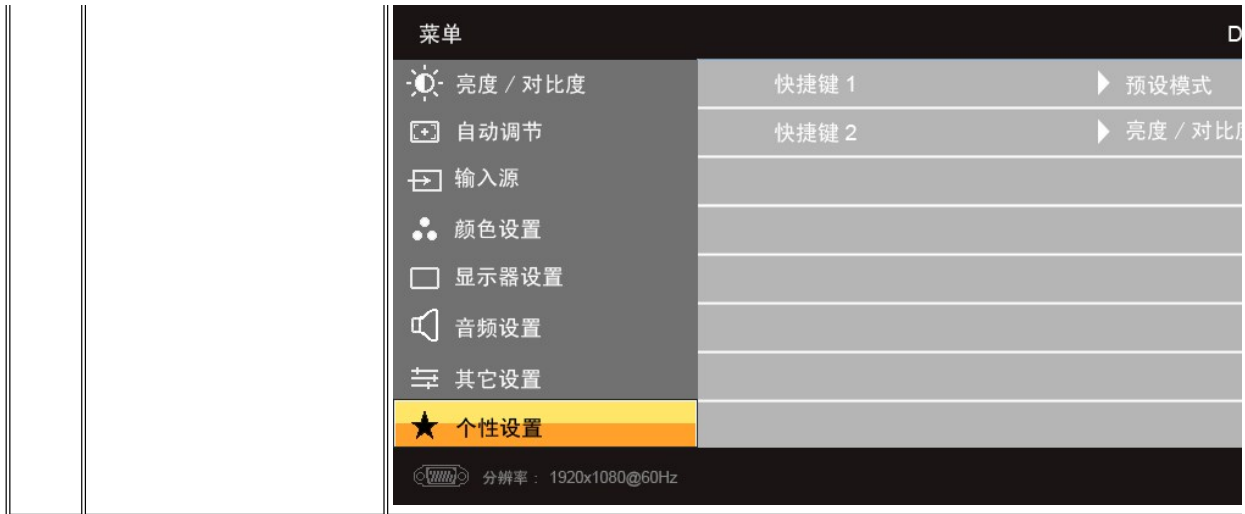 菜单 D
亮度 / 对比度 快捷键 1 预设模式
自动调节 快捷键 2 亮度 / 对比
输入源
颜色设置
显示器设置
音频设置
其它设置
个性设置
分辨率： 1920x1080@60Hz